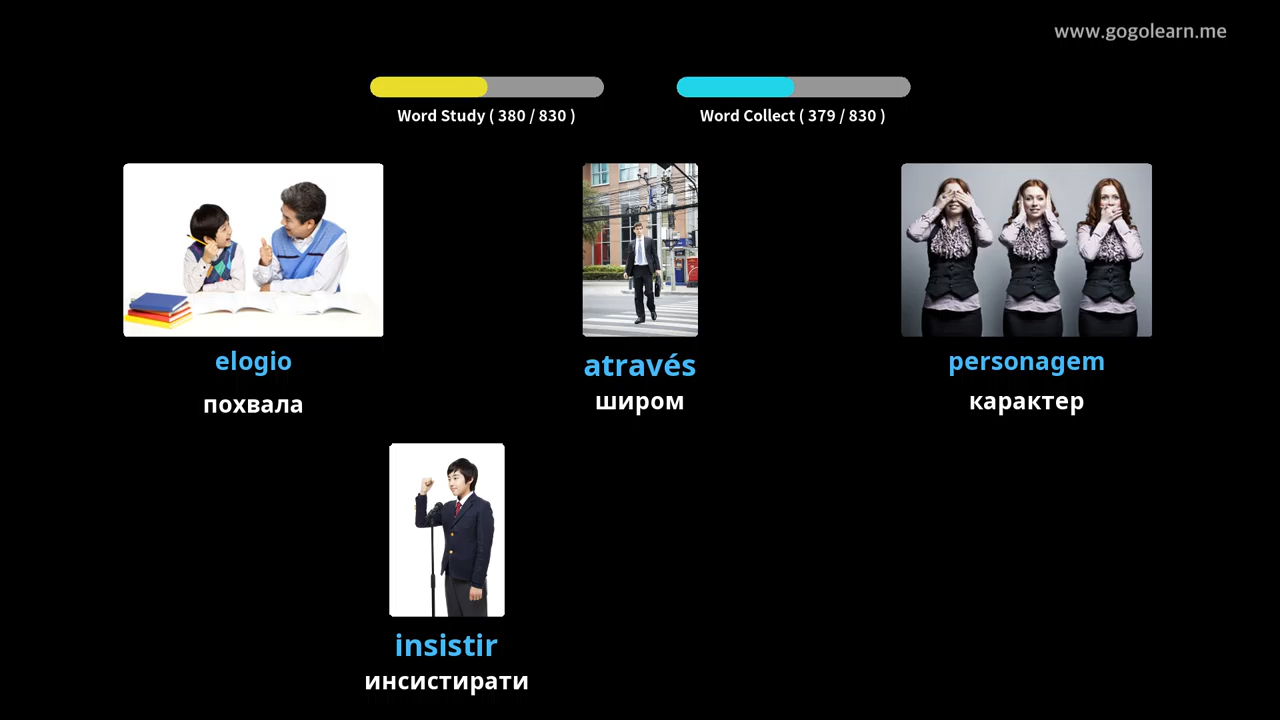 www.gogolearn.me
Word Study ( 380 / 830 )
Word Collect ( 379 / 830 )
elogio
похвала
através
широм
personagem
карактер
insistir
инсистирати